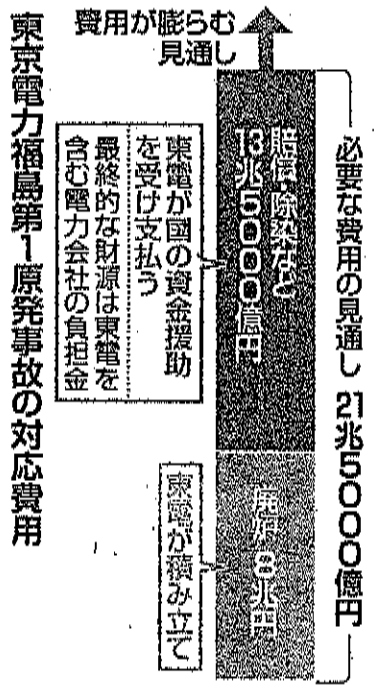 東京電力福島第1原発事故の対応費用
必要な費用の見通し 21兆5000億円
費用が膨らむ
見通し
賠償、除染など
13兆5000億円
東電が国の資金援助
を受け支払う
最終的な財源は東電を
含む電力会社の負担金
廃炉 8兆円
東電が積み立て